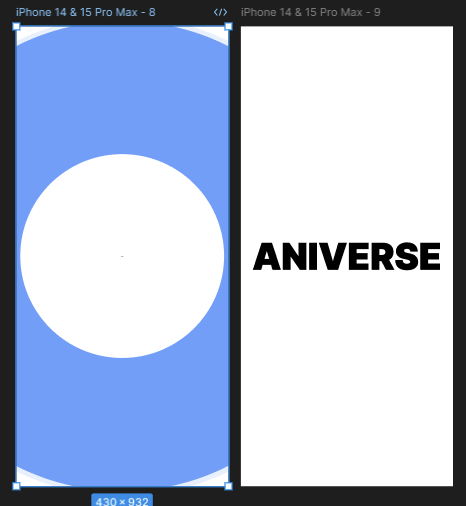 iPhone 14 & 15 Pro Max - 8
iPhone 14 & 15 Pro Max - 9
ANIVERSE
430 × 932